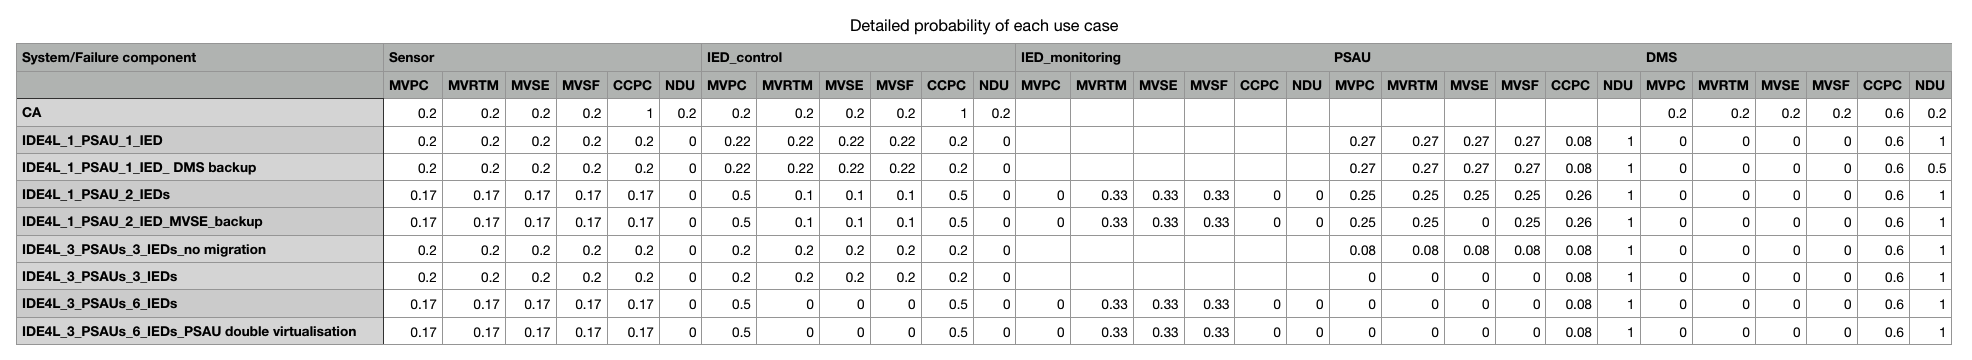 Detailed probability of each use case
System/Failure component Sensor IED_control IED_monitoring PSAU DMS
MVPC MVRTM MVSE MVSF CCPC NDU MVPC MVRTM MVSE MVSF CCPC NDU MVPC MVRTM MVSE MVSF CCPC NDU MVPC MVRTM MVSE MVSF CCPC NDU MVPC MVRTM MVSE MVSF CCPC NDU
CA 0.2 0.2 0.2 0.2 1 0.2 0.2 0.2 0.2 0.2 1 0.2 0.2 0.2 0.2 0.2 0.6 0.2
IDE4L_1_PSAU_1_IED 0.2 0.2 0.2 0.2 0.2 0 0.22 0.22 0.22 0.22 0.2 0 0.27 0.27 0.27 0.27 0.08 1 0 0 0 0 0.6 1
IDE4L_1_PSAU_1_IED_ DMS backup 0.2 0.2 0.2 0.2 0.2 0 0.22 0.22 0.22 0.22 0.2 0 0.27 0.27 0.27 0.27 0.08 1 0 0 0 0 0.6 0.5
IDE4L_1_PSAU_2_IEDs 0.17 0.17 0.17 0.17 0.17 0 0.5 0.1 0.1 0.1 0.5 0 0 0.33 0.33 0.33 0 0 0.25 0.25 0.25 0.25 0.26 1 0 0 0 0 0.6 1
IDE4L_1_PSAU_2_IED_MVSE_backup 0.17 0.17 0.17 0.17 0.17 0 0.5 0.1 0.1 0.1 0.5 0 0 0.33 0.33 0.33 0 0 0.25 0.25 0 0.25 0.26 1 0 0 0 0 0.6 1
IDE4L_3_PSAUs_3_IEDs_no migration 0.2 0.2 0.2 0.2 0.2 0 0.2 0.2 0.2 0.2 0.2 0 0.08 0.08 0.08 0.08 0.08 1 0 0 0 0 0.6 1
IDE4L_3_PSAUs_3_IEDs 0.2 0.2 0.2 0.2 0.2 0 0.2 0.2 0.2 0.2 0.2 0 0 0 0 0 0.08 1 0 0 0 0 0.6 1
IDE4L_3_PSAUs_6_IEDs 0.17 0.17 0.17 0.17 0.17 0 0.5 0 0 0 0.5 0 0 0.33 0.33 0.33 0 0 0 0 0 0 0.08 1 0 0 0 0 0.6 1
IDE4L_3_PSAUs_6_IEDs_PSAU double virtualisation 0.17 0.17 0.17 0.17 0.17 0 0.5 0 0 0 0.5 0 0 0.33 0.33 0.33 0 0 0 0 0 0 0.08 1 0 0 0 0 0.6 1